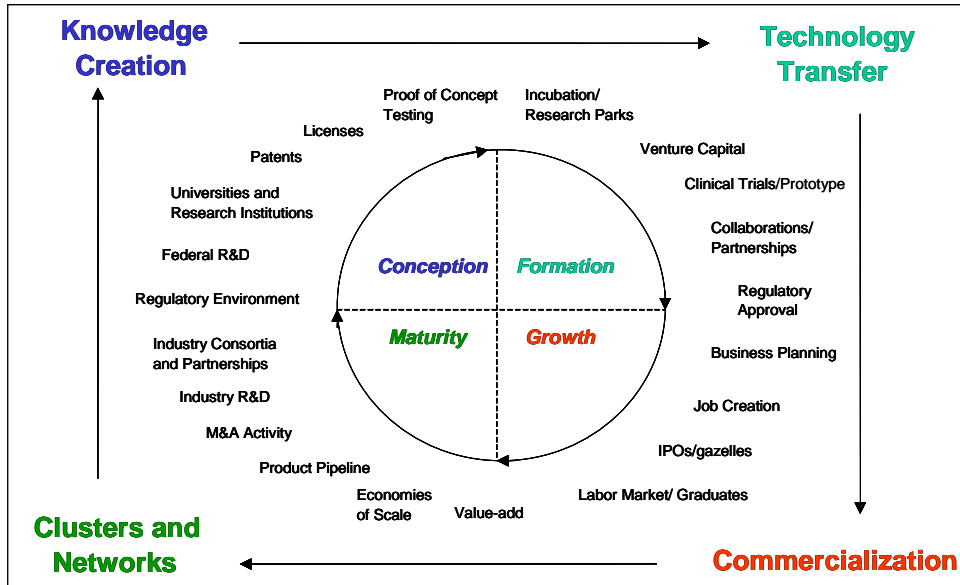 Knowledge
Creation
Technology
Transfer
Proof of Concept
Testing
Incubation/
Research Parks
Licenses
Venture Capital
Patents
Clinical Trials/Prototype
Universities and
Research Institutions
Collaborations/
Partnerships
Federal R&D
Conception
Formation
Regulatory Environment
Regulatory
Approval
Maturity
Growth
Industry Consortia
and Partnerships
Business Planning
Industry R&D
Job Creation
M&A Activity
IPOs/gazelles
Product Pipeline
Economies
of Scale
Value-add
Labor Market/ Graduates
Clusters and
Networks
Commercialization